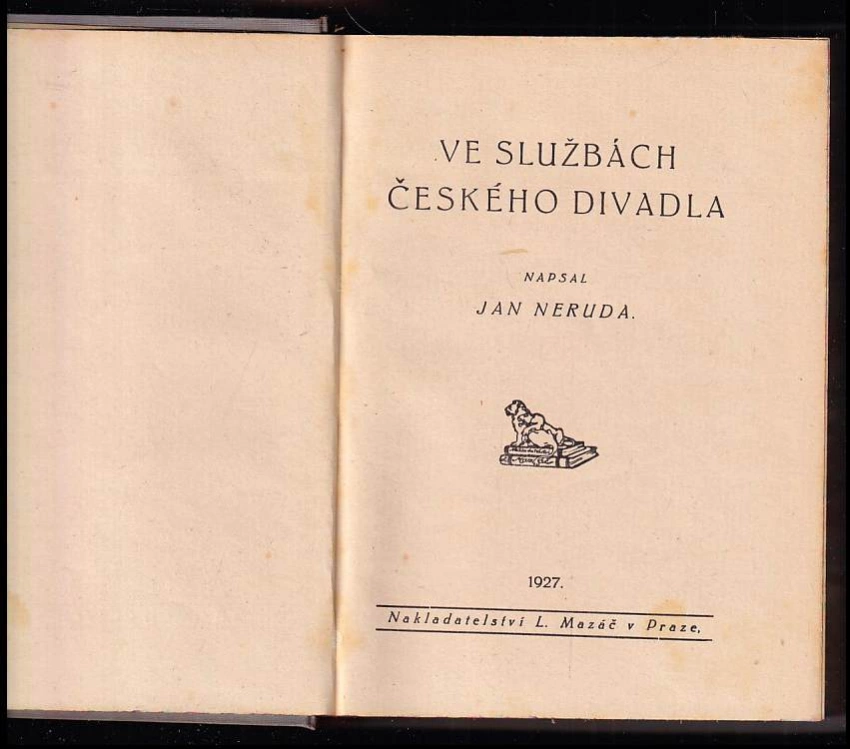 VE SLUŽBÁCH
ČESKÉHO DIVADLA
NAPSAL
JAN NERUDA.
1927.
Nakladatelství L. Mazáč v Praze.